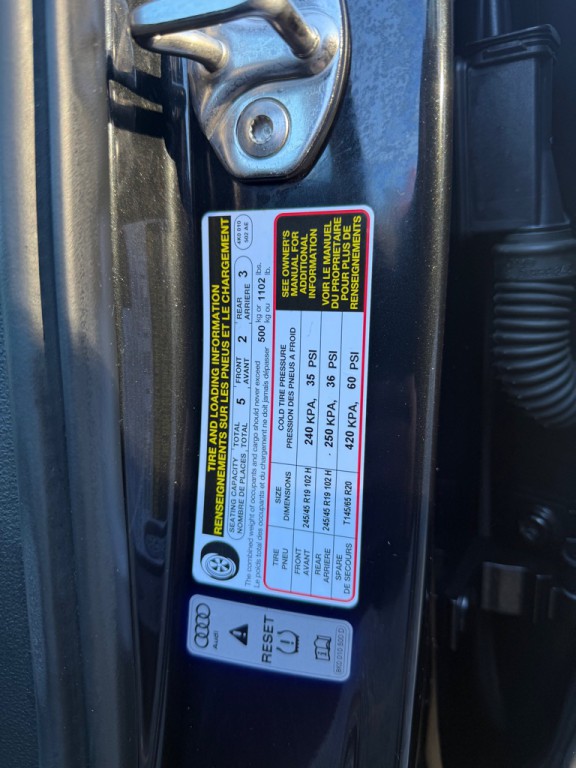 TIRE AND LOADING INFORMATION
RENSEIGNEMENTS SUR LES PNEUS ET LE CHARGEMENT
SEATING CAPACITY TOTAL 5 FRONT 2 REAR 3
NOMBRE DE PLACES TOTAL AVANT ARRIERE
4K0 010
502 AE
The combined weight of occupants and cargo should never exceed 500 kg or 1102 lbs.
Le poids total des occupants et du chargement ne doit jamais dépasser kg ou lb.
TIRE SIZE COLD TIRE PRESSURE
PNEU DIMENSIONS PRESSION DES PNEUS A FROID
FRONT
AVANT 245/45 R19 102 H 240 KPA, 35 PSI
REAR
ARRIERE 245/45 R19 102 H 250 KPA, 36 PSI
SPARE
DE SECOURS T145/65 R20 420 KPA, 60 PSI
SEE OWNER'S
MANUAL FOR
ADDITIONAL
INFORMATION
VOIR LE MANUEL
DU PROPRIETAIRE
POUR PLUS DE
RENSEIGNEMENTS
Audi
RESET